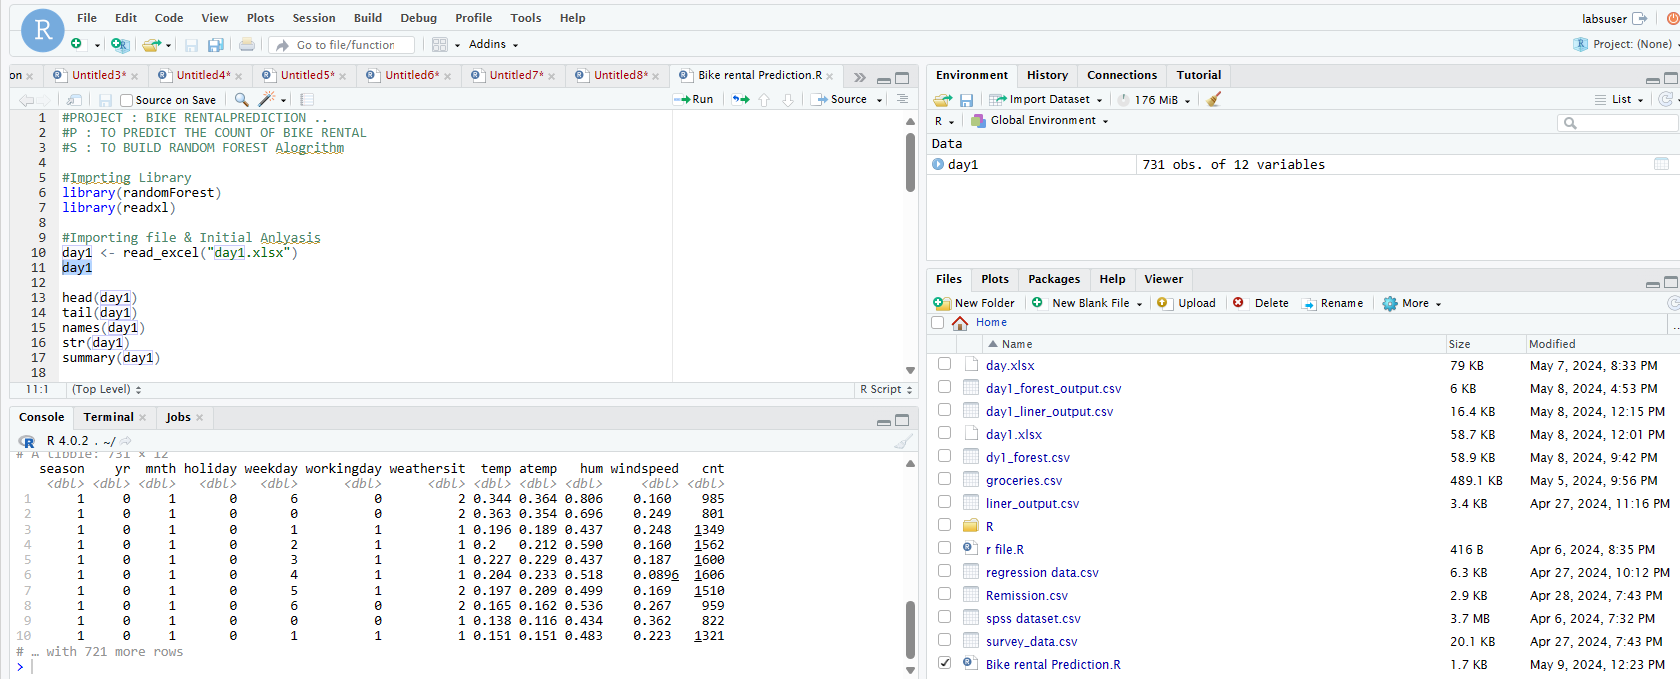 File Edit Code View Plots Session Build Debug Profile Tools Help
labsuser
Go to file/function
Addins
Project: (None)
on
Untitled3*
Untitled4*
Untitled5*
Untitled6*
Untitled7*
Untitled8*
Bike rental Prediction.R
Source on Save
Run
Source
1 #PROJECT : BIKE RENTALPREDICTION ..
2 #P : TO PREDICT THE COUNT OF BIKE RENTAL
3 #S : TO BUILD RANDOM FOREST Alogrithm
4
5 #Imprting Library
6 library(randomForest)
7 library(readxl)
8
9 #Importing file & Initial Anlyasis
10 day1 <- read_excel("day1.xlsx")
11 day1
12
13 head(day1)
14 tail(day1)
15 names(day1)
16 str(day1)
17 summary(day1)
18
11:1 (Top Level) R Script
Console Terminal Jobs
R 4.0.2 . ~/
# A tibble: 731 × 12
season yr mnth holiday weekday workingday weathersit temp atemp hum windspeed cnt
<dbl> <dbl> <dbl> <dbl> <dbl> <dbl> <dbl> <dbl> <dbl> <dbl> <dbl> <dbl>
1 1 0 1 0 6 0 2 0.344 0.364 0.806 0.160 985
2 1 0 1 0 0 0 2 0.363 0.354 0.696 0.249 801
3 1 0 1 0 1 1 1 0.196 0.189 0.437 0.248 1349
4 1 0 1 0 2 1 1 0.2 0.212 0.590 0.160 1562
5 1 0 1 0 3 1 1 0.227 0.229 0.437 0.187 1600
6 1 0 1 0 4 1 1 0.204 0.233 0.518 0.0896 1606
7 1 0 1 0 5 1 2 0.197 0.209 0.499 0.169 1510
8 1 0 1 0 6 0 2 0.165 0.162 0.536 0.267 959
9 1 0 1 0 0 0 1 0.138 0.116 0.434 0.362 822
10 1 0 1 0 1 1 1 0.151 0.151 0.483 0.223 1321
# … with 721 more rows
>
Environment History Connections Tutorial
Import Dataset 176 MiB List
R Global Environment
Data
day1 731 obs. of 12 variables
Files Plots Packages Help Viewer
New Folder New Blank File Upload Delete Rename More
Home
Name Size Modified
day.xlsx 79 KB May 7, 2024, 8:33 PM
day1_forest_output.csv 6 KB May 8, 2024, 4:53 PM
day1_liner_output.csv 16.4 KB May 8, 2024, 12:15 PM
day1.xlsx 58.7 KB May 8, 2024, 12:01 PM
dy1_forest.csv 58.9 KB May 8, 2024, 9:42 PM
groceries.csv 489.1 KB May 5, 2024, 9:56 PM
liner_output.csv 3.4 KB Apr 27, 2024, 11:16 PM
R
r file.R 416 B Apr 6, 2024, 8:35 PM
regression data.csv 6.3 KB Apr 27, 2024, 10:12 PM
Remission.csv 2.9 KB Apr 28, 2024, 7:43 PM
spss dataset.csv 3.7 MB Apr 6, 2024, 7:32 PM
survey_data.csv 20.1 KB Apr 27, 2024, 7:43 PM
Bike rental Prediction.R 1.7 KB May 9, 2024, 12:23 PM